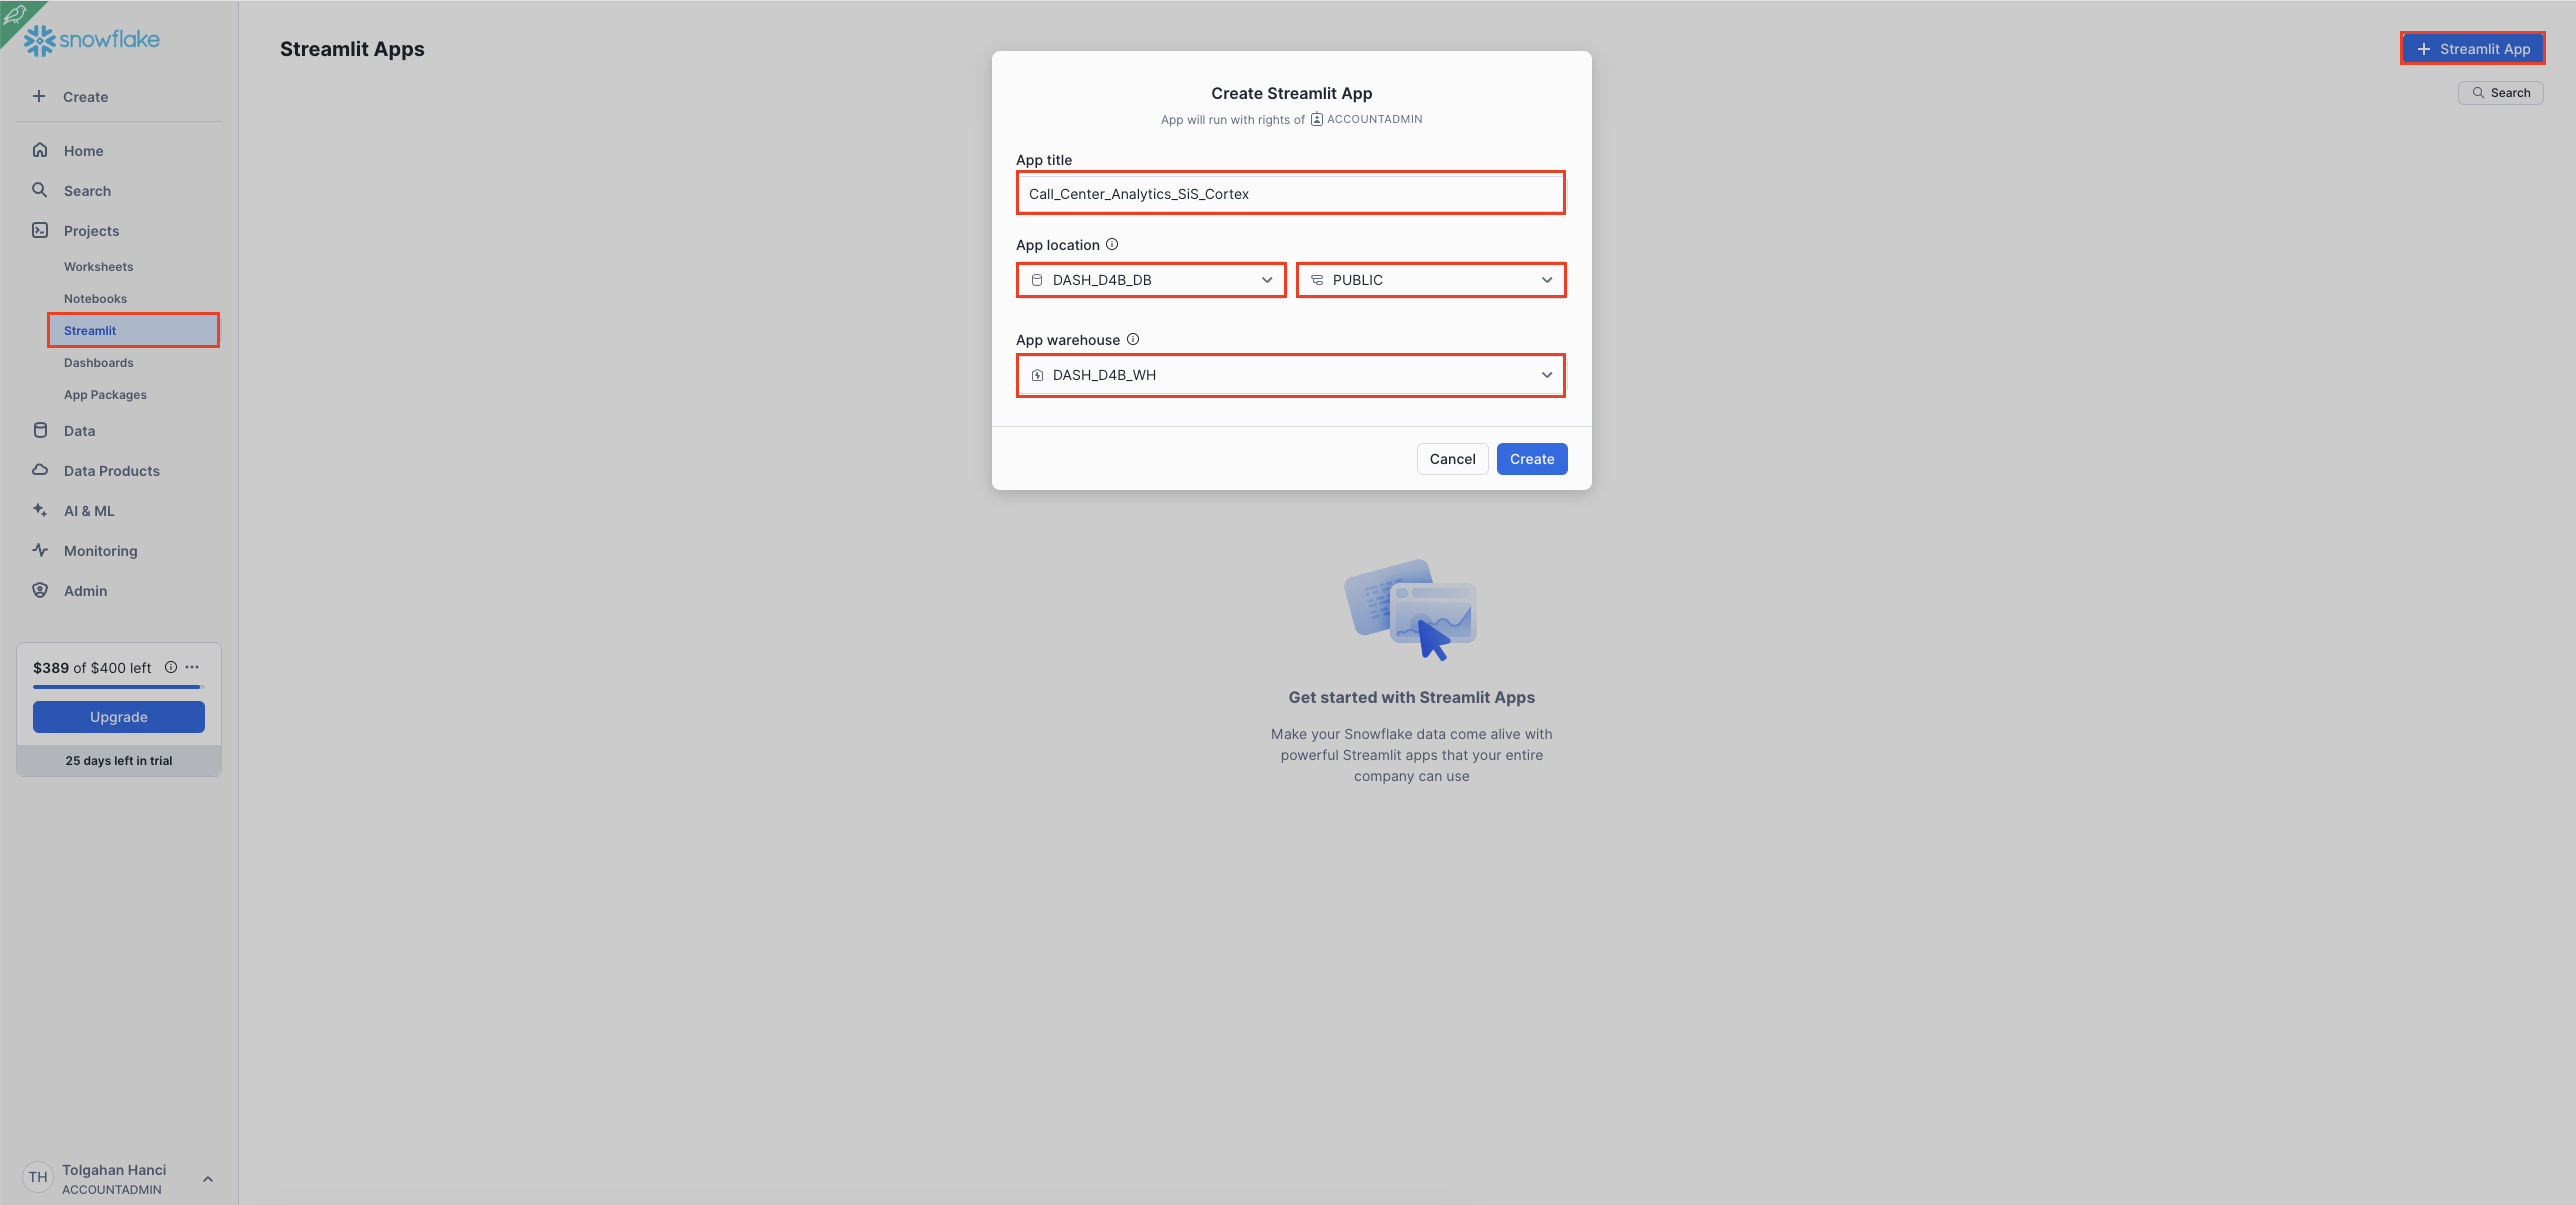 snowflake
Create
Home
Search
Projects
Worksheets
Notebooks
Streamlit
Dashboards
App Packages
Data
Data Products
AI & ML
Monitoring
Admin
$389 of $400 left
Upgrade
25 days left in trial
TH
Tolgahan Hanci
ACCOUNTADMIN
Streamlit Apps
Streamlit App
Search
Create Streamlit App
App will run with rights of ACCOUNTADMIN
App title
Call_Center_Analytics_SiS_Cortex
App location
DASH_D4B_DB
PUBLIC
App warehouse
DASH_D4B_WH
Cancel
Create
Get started with Streamlit Apps
Make your Snowflake data come alive with
powerful Streamlit apps that your entire
company can use